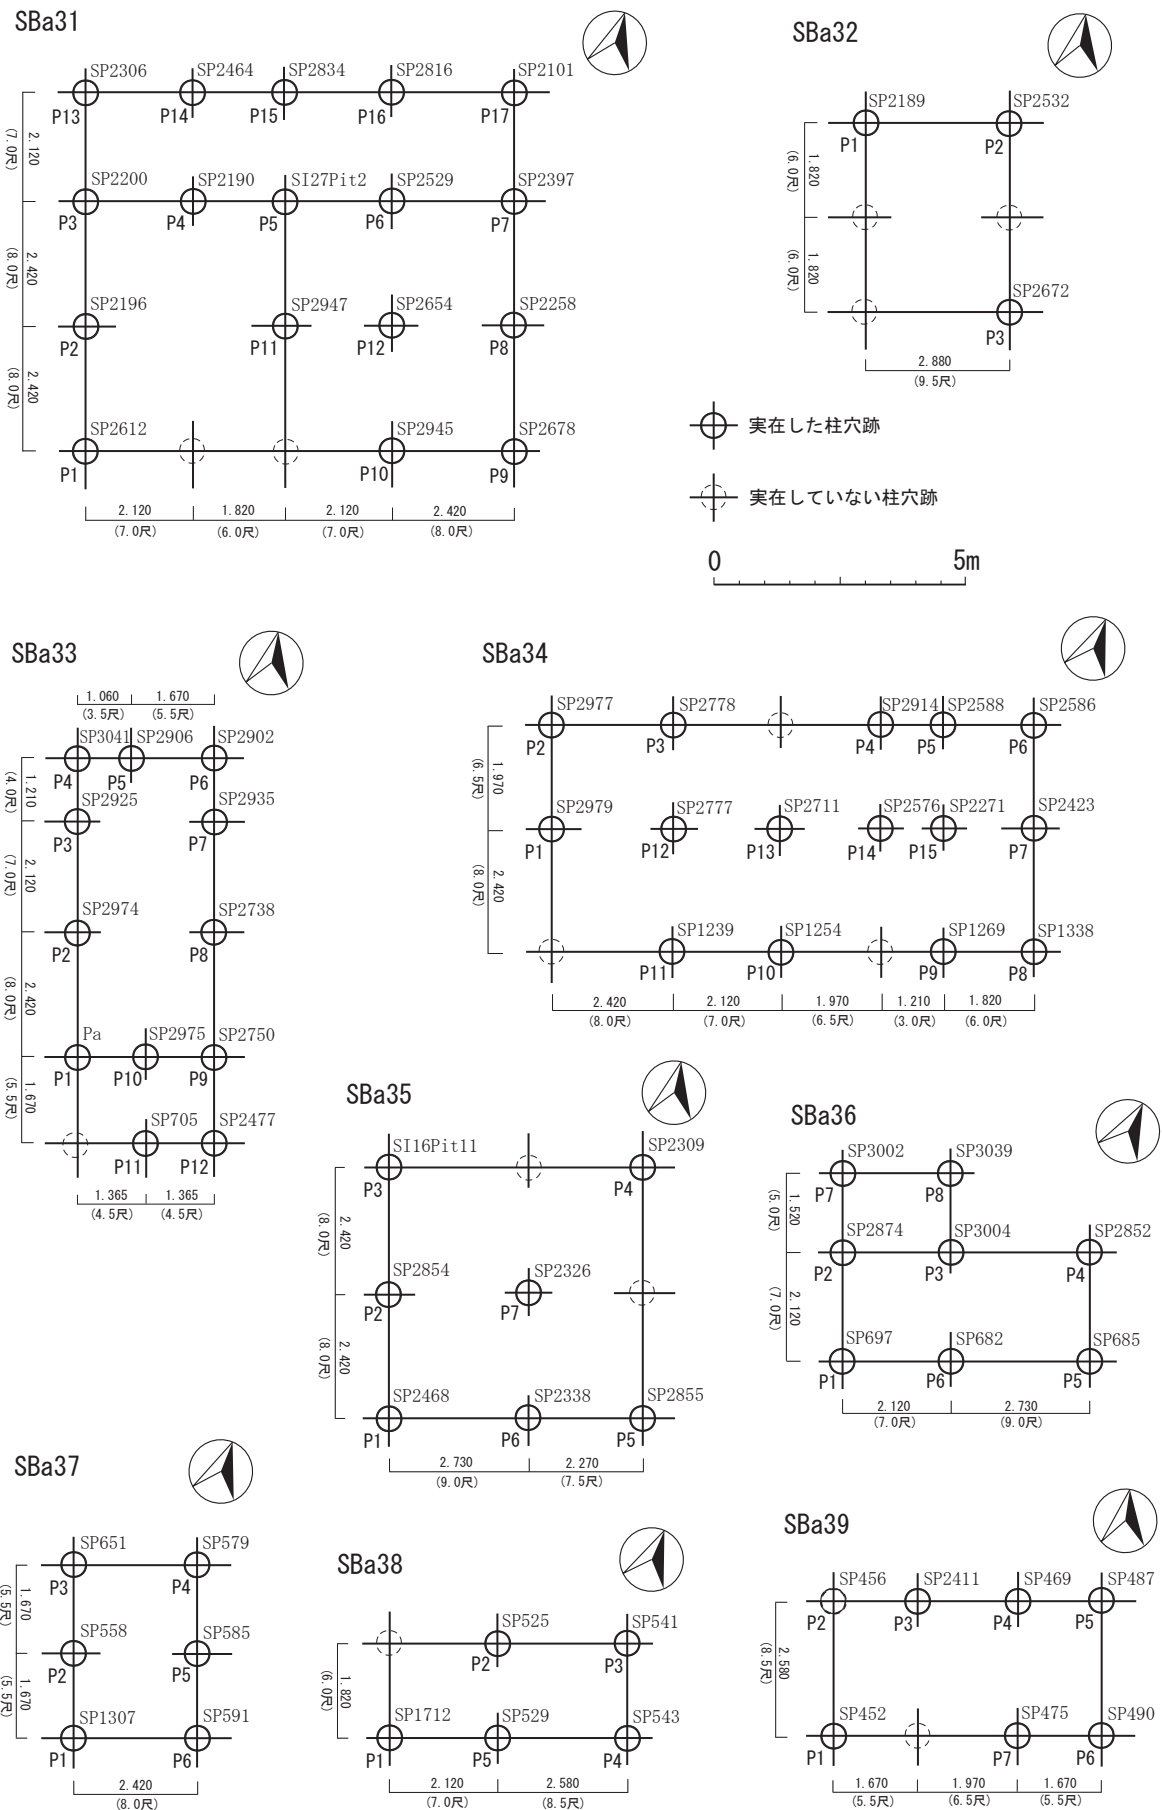 SBa31
SP2306 SP2464 SP2834 SP2816 SP2101
P13 P14 P15 P16 P17
2.120
(7.0尺)
SP2200 SP2190 SI27Pit2 SP2529 SP2397
P3 P4 P5 P6 P7
2.420
(8.0尺)
SP2196 SP2947 SP2654 SP2258
P2 P11 P12 P8
2.420
(8.0尺)
SP2612 SP2945 SP2678
P1 P10 P9
2.120 1.820 2.120 2.420
(7.0尺) (6.0尺) (7.0尺) (8.0尺)
SBa32
SP2189 SP2532
P1 P2
1.820
(6.0尺)
1.820
(6.0尺)
SP2672
P3
2.880
(9.5尺)
実在した柱穴跡
実在していない柱穴跡
0 5m
SBa33
1.060 1.670
(3.5尺) (5.5尺)
SP3041 SP2906 SP2902
P4 P5 P6
1.210
(4.0尺)
SP2925 SP2935
P3 P7
2.120
(7.0尺)
SP2974 SP2738
P2 P8
2.420
(8.0尺)
Pa SP2975 SP2750
P1 P10 P9
1.670
(5.5尺)
SP705 SP2477
P11 P12
1.365 1.365
(4.5尺) (4.5尺)
SBa34
SP2977 SP2778 SP2914 SP2588 SP2586
P2 P3 P4 P5 P6
1.970
(6.5尺)
SP2979 SP2777 SP2711 SP2576 SP2271 SP2423
P1 P12 P13 P14 P15 P7
2.420
(8.0尺)
SP1239 SP1254 SP1269 SP1338
P11 P10 P9 P8
2.420 2.120 1.970 1.210 1.820
(8.0尺) (7.0尺) (6.5尺) (3.0尺) (6.0尺)
SBa35
SI16Pit11 SP2309
P3 P4
2.420
(8.0尺)
SP2854 SP2326
P2 P7
2.420
(8.0尺)
SP2468 SP2338 SP2855
P1 P6 P5
2.730 2.270
(9.0尺) (7.5尺)
SBa36
SP3002 SP3039
P7 P8
1.520
(5.0尺)
SP2874 SP3004 SP2852
P2 P3 P4
2.120
(7.0尺)
SP697 SP682 SP685
P1 P6 P5
2.120 2.730
(7.0尺) (9.0尺)
SBa37
SP651 SP579
P3 P4
1.670
(5.5尺)
SP558 SP585
P2 P5
1.670
(5.5尺)
SP1307 SP591
P1 P6
2.420
(8.0尺)
SBa38
SP525 SP541
P2 P3
1.820
(6.0尺)
SP1712 SP529 SP543
P1 P5 P4
2.120 2.580
(7.0尺) (8.5尺)
SBa39
SP456 SP2411 SP469 SP487
P2 P3 P4 P5
2.580
(8.5尺)
SP452 SP475 SP490
P1 P7 P6
1.670 1.970 1.670
(5.5尺) (6.5尺) (5.5尺)